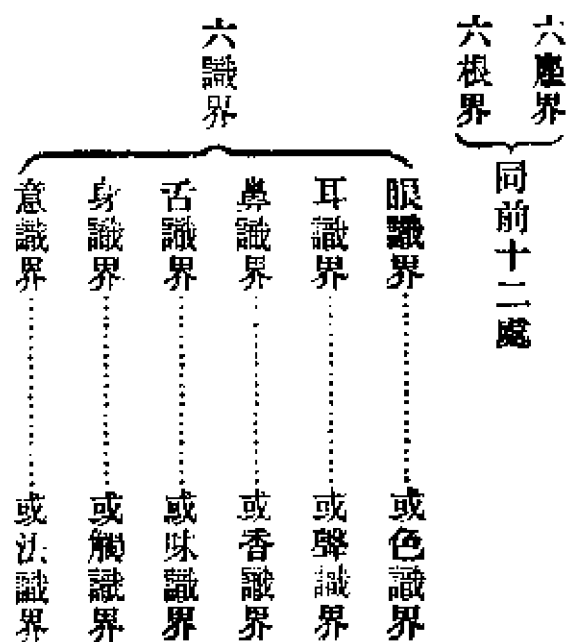 六塵界
六根界
同前十二處
六識界
眼識界………或色識界
耳識界………或聲識界
鼻識界………或香識界
舌識界………或味識界
身識界………或觸識界
意識界………或法識界